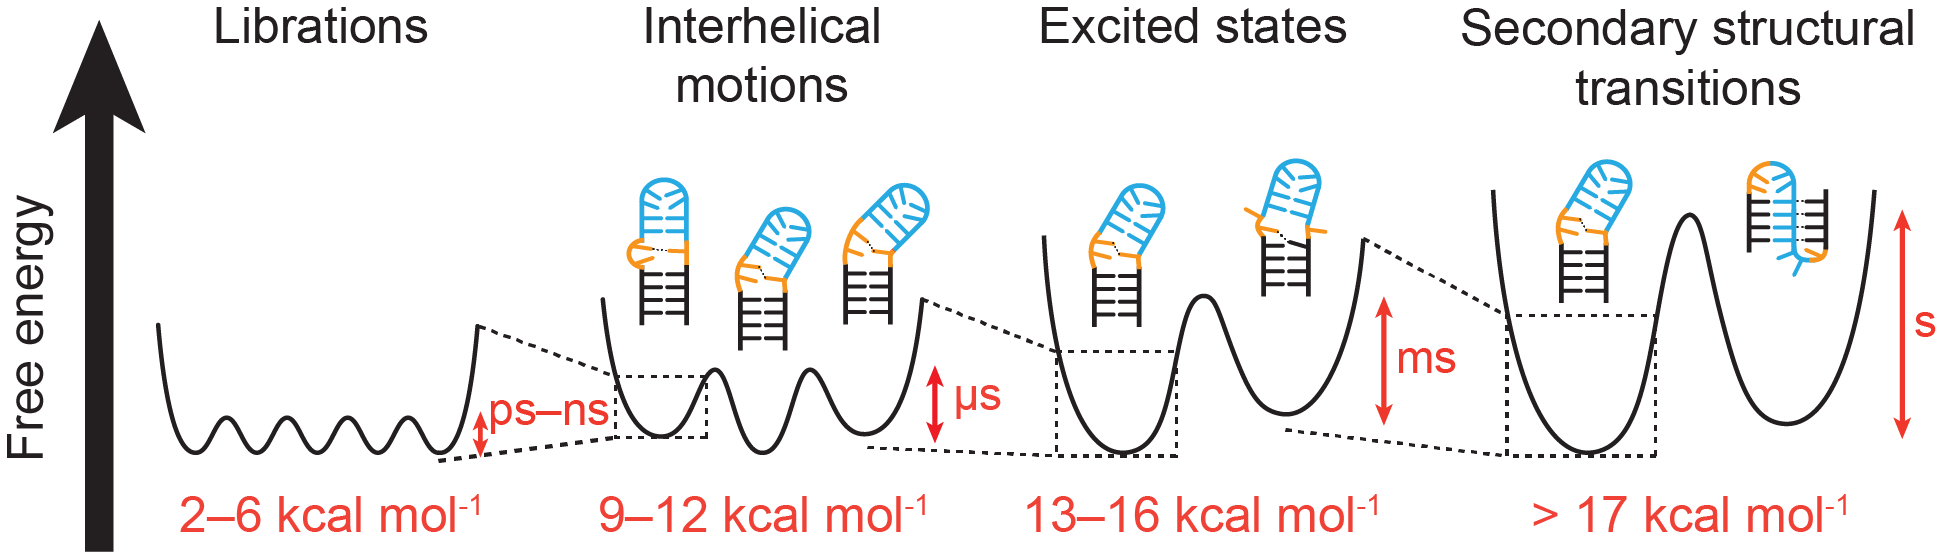 Librations
Interhelical
motions
Excited states
Secondary structural
transitions
Free energy
ps–ns
µs
ms
s
2–6 kcal mol⁻¹
9–12 kcal mol⁻¹
13–16 kcal mol⁻¹
> 17 kcal mol⁻¹